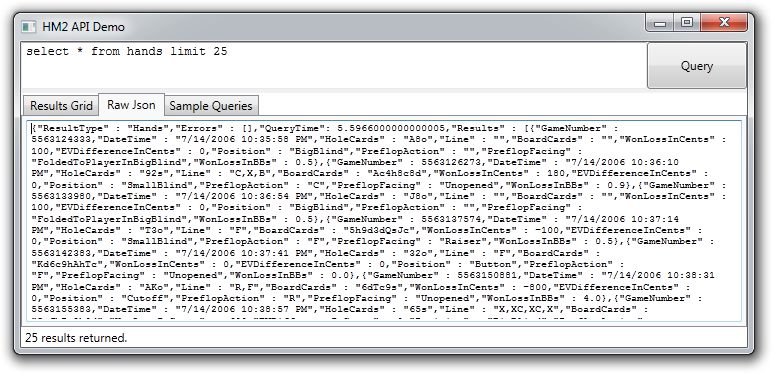 HM2 API Demo
select * from hands limit 25
Query
Results Grid
Raw Json
Sample Queries
{"ResultType" : "Hands","Errors" : [],"QueryTime": 5.5966000000000005,"Results" : [{"GameNumber" :
5563124333,"DateTime" : "7/14/2006 10:35:58 PM","HoleCards" : "A8o","Line" : "","BoardCards" : "","WonLossInCents" :
100,"EVDifferenceInCents" : 0,"Position" : "BigBlind","PreflopAction" : "","PreflopFacing" :
"FoldedToPlayerInBigBlind","WonLossInBBs" : 0.5},{"GameNumber" : 5563126273,"DateTime" : "7/14/2006 10:36:10
PM","HoleCards" : "92s","Line" : "C,X,B","BoardCards" : "Ac4h8c8d","WonLossInCents" : 180,"EVDifferenceInCents" :
0,"Position" : "SmallBlind","PreflopAction" : "C","PreflopFacing" : "Unopened","WonLossInBBs" : 0.9},{"GameNumber" :
5563133980,"DateTime" : "7/14/2006 10:36:54 PM","HoleCards" : "J8o","Line" : "","BoardCards" : "","WonLossInCents" :
100,"EVDifferenceInCents" : 0,"Position" : "BigBlind","PreflopAction" : "","PreflopFacing" :
"FoldedToPlayerInBigBlind","WonLossInBBs" : 0.5},{"GameNumber" : 5563137574,"DateTime" : "7/14/2006 10:37:14
PM","HoleCards" : "T3o","Line" : "F","BoardCards" : "5h9d3dQsJc","WonLossInCents" : -100,"EVDifferenceInCents" :
0,"Position" : "SmallBlind","PreflopAction" : "F","PreflopFacing" : "Raiser","WonLossInBBs" : 0.5},{"GameNumber" :
5563142383,"DateTime" : "7/14/2006 10:37:41 PM","HoleCards" : "32o","Line" : "F","BoardCards" :
"Kd6c9hAhTc","WonLossInCents" : 0,"EVDifferenceInCents" : 0,"Position" : "Button","PreflopAction" :
"F","PreflopFacing" : "Unopened","WonLossInBBs" : 0.0},{"GameNumber" : 5563150881,"DateTime" : "7/14/2006 10:38:31
PM","HoleCards" : "AKo","Line" : "R,F","BoardCards" : "6dTc9s","WonLossInCents" : -800,"EVDifferenceInCents" :
0,"Position" : "Cutoff","PreflopAction" : "R","PreflopFacing" : "Unopened","WonLossInBBs" : 4.0},{"GameNumber" :
5563155383,"DateTime" : "7/14/2006 10:38:57 PM","HoleCards" : "65s","Line" : "X,XC,XC,X","BoardCards" :
25 results returned.